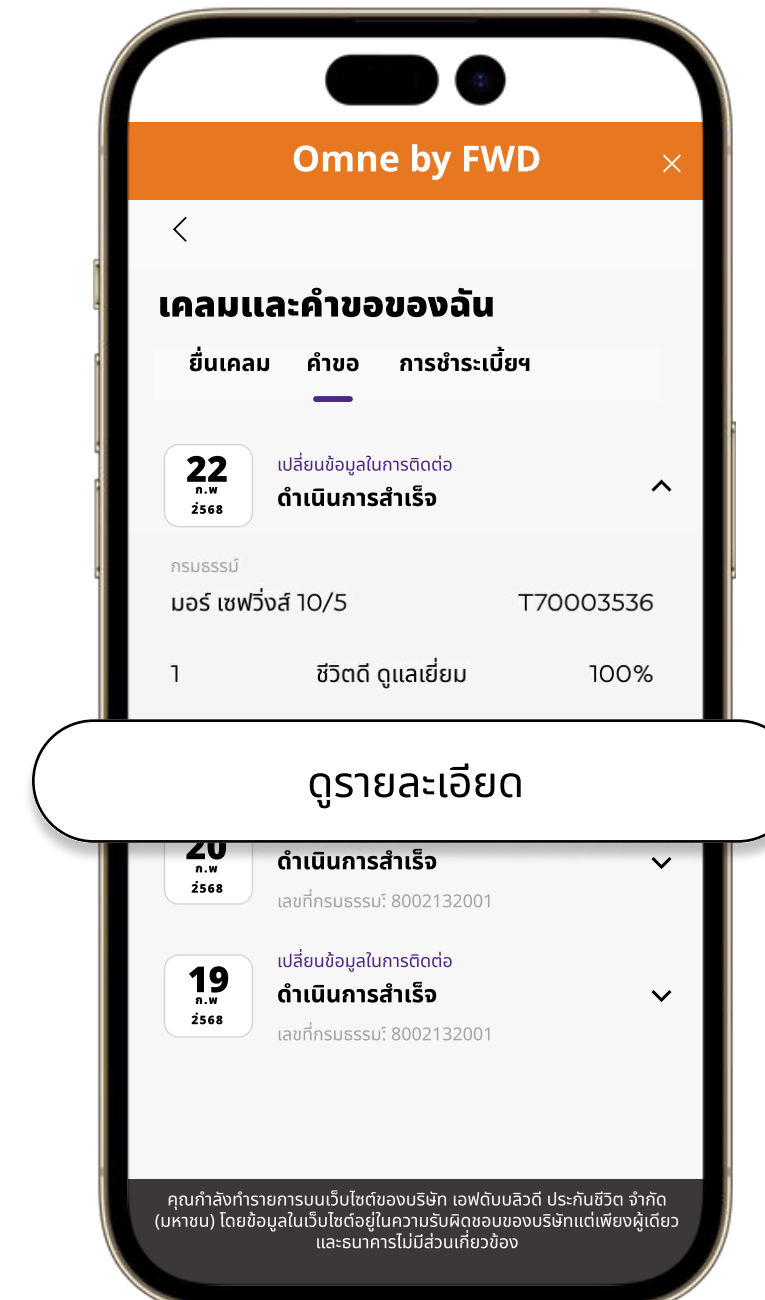 Omne by FWD
เคลมและคำขอของฉัน
ยื่นเคลม คำขอ การชำระเบี้ยฯ
22
ก.พ
2568
เปลี่ยนข้อมูลในการติดต่อ
ดำเนินการสำเร็จ
กรมธรรม์
มอร์ เซฟวิ่งส์ 10/5 T70003536
1 ชีวิตดี ดูแลเยี่ยม 100%
ดูรายละเอียด
20
ก.พ
2568
ดำเนินการสำเร็จ
เลขที่กรมธรรม์: 8002132001
19
ก.พ
2568
เปลี่ยนข้อมูลในการติดต่อ
ดำเนินการสำเร็จ
เลขที่กรมธรรม์: 8002132001
คุณกำลังทำรายการบนเว็บไซต์ของบริษัท เอฟดับบลิวดี ประกันชีวิต จำกัด
(มหาชน) โดยข้อมูลในเว็บไซต์อยู่ในความรับผิดชอบของบริษัทแต่เพียงผู้เดียว
และธนาคารไม่มีส่วนเกี่ยวข้อง